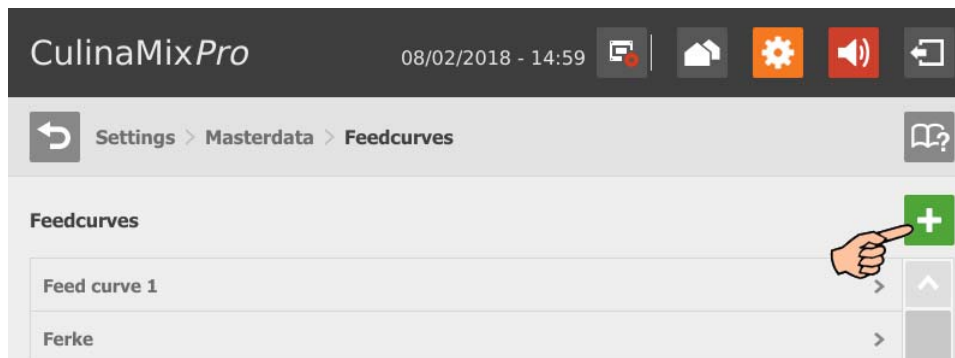 CulinaMixPro 08/02/2018 - 14:59
Settings > Masterdata > Feedcurves
Feedcurves
Feed curve 1
Ferke